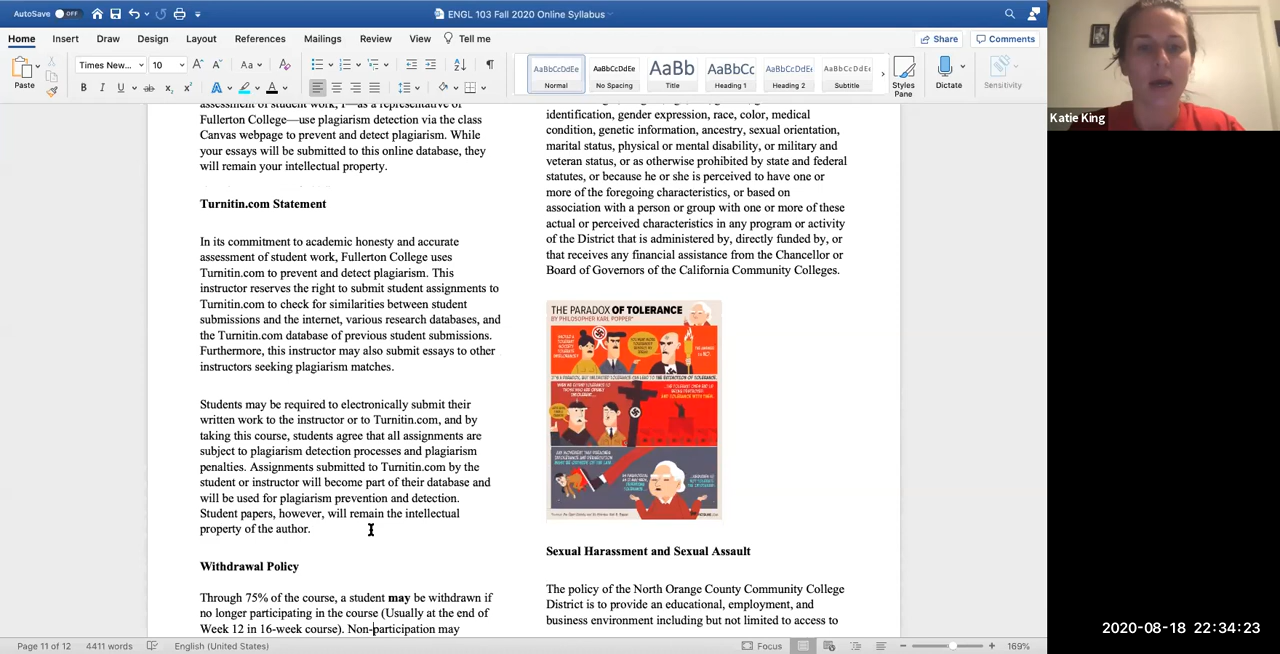 AutoSave OFF
ENGL 103 Fall 2020 Online Syllabus
Home Insert Draw Design Layout References Mailings Review View Tell me
Share Comments
Paste
Times New... 10
AaBbCcDdEe AaBbCcDdEe AaBb AaBbCc AaBbCcDdEe AaBbCcDdEe
Normal No Spacing Title Heading 1 Heading 2 Subtitle
Styles Pane
Dictate
Sensitivity
Katie King
assessment of student work, I—as a representative of
Fullerton College—use plagiarism detection via the class
Canvas webpage to prevent and detect plagiarism. While
your essays will be submitted to this online database, they
will remain your intellectual property.
Turnitin.com Statement
In its commitment to academic honesty and accurate
assessment of student work, Fullerton College uses
Turnitin.com to prevent and detect plagiarism. This
instructor reserves the right to submit student assignments to
Turnitin.com to check for similarities between student
submissions and the internet, various research databases, and
the Turnitin.com database of previous student submissions.
Furthermore, this instructor may also submit essays to other
instructors seeking plagiarism matches.
Students may be required to electronically submit their
written work to the instructor or to Turnitin.com, and by
taking this course, students agree that all assignments are
subject to plagiarism detection processes and plagiarism
penalties. Assignments submitted to Turnitin.com by the
student or instructor will become part of their database and
will be used for plagiarism prevention and detection.
Student papers, however, will remain the intellectual
property of the author.
Withdrawal Policy
Through 75% of the course, a student may be withdrawn if
no longer participating in the course (Usually at the end of
Week 12 in 16-week course). Non-participation may
identification, gender expression, race, color, medical
condition, genetic information, ancestry, sexual orientation,
marital status, physical or mental disability, or military and
veteran status, or as otherwise prohibited by state and federal
statutes, or because he or she is perceived to have one or
more of the foregoing characteristics, or based on
association with a person or group with one or more of these
actual or perceived characteristics in any program or activity
of the District that is administered by, directly funded by, or
that receives any financial assistance from the Chancellor or
Board of Governors of the California Community Colleges.
THE PARADOX OF TOLERANCE
BY PHILOSOPHER KARL POPPER*
Sexual Harassment and Sexual Assault
The policy of the North Orange County Community College
District is to provide an educational, employment, and
business environment including but not limited to access to
Page 11 of 12 4411 words English (United States) Focus 169%
2020-08-18 22:34:23